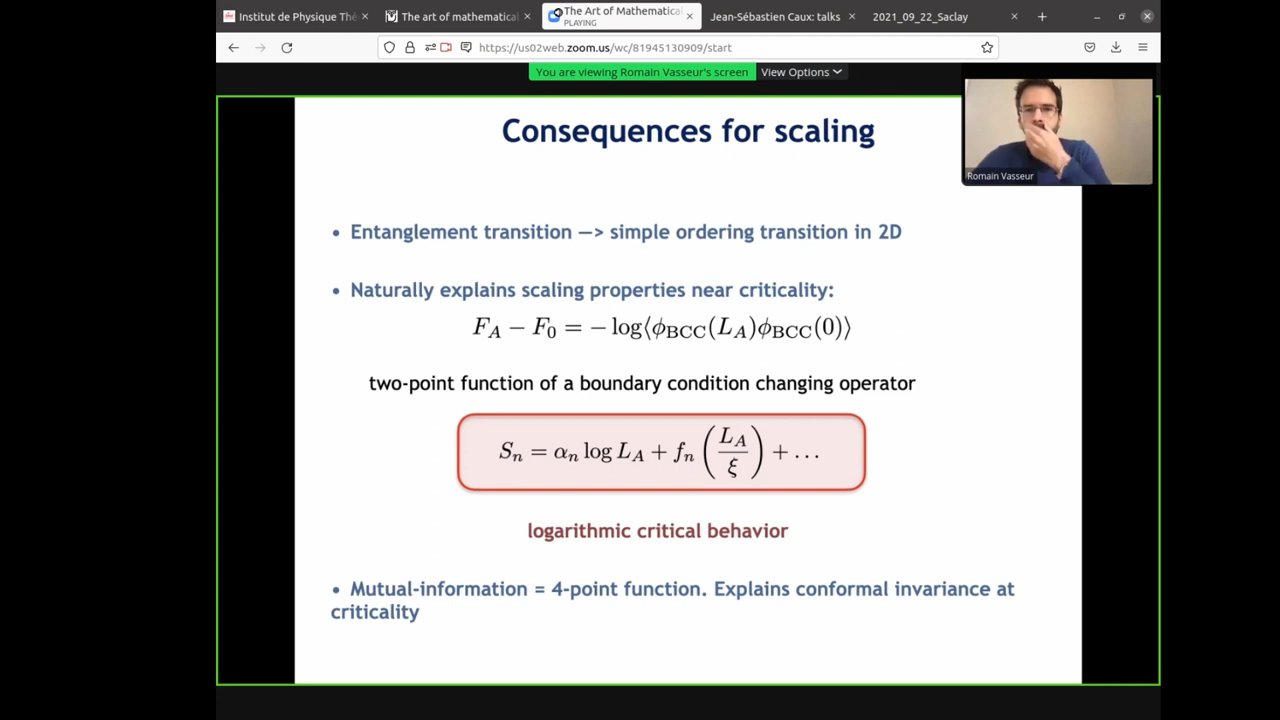 Institut de Physique Thé
The art of mathematical
The Art of Mathematica
PLAYING
Jean-Sébastien Caux: talks
2021_09_22_Saclay
https://us02web.zoom.us/wc/81945130909/start
You are viewing Romain Vasseur's screen
View Options
Romain Vasseur
Consequences for scaling
• Entanglement transition —> simple ordering transition in 2D
• Naturally explains scaling properties near criticality:
F_A − F_0 = − log⟨ϕ_BCC(L_A)ϕ_BCC(0)⟩
two-point function of a boundary condition changing operator
S_n = α_n log L_A + f_n (L_A/ξ) + …
logarithmic critical behavior
• Mutual-information = 4-point function. Explains conformal invariance at
criticality